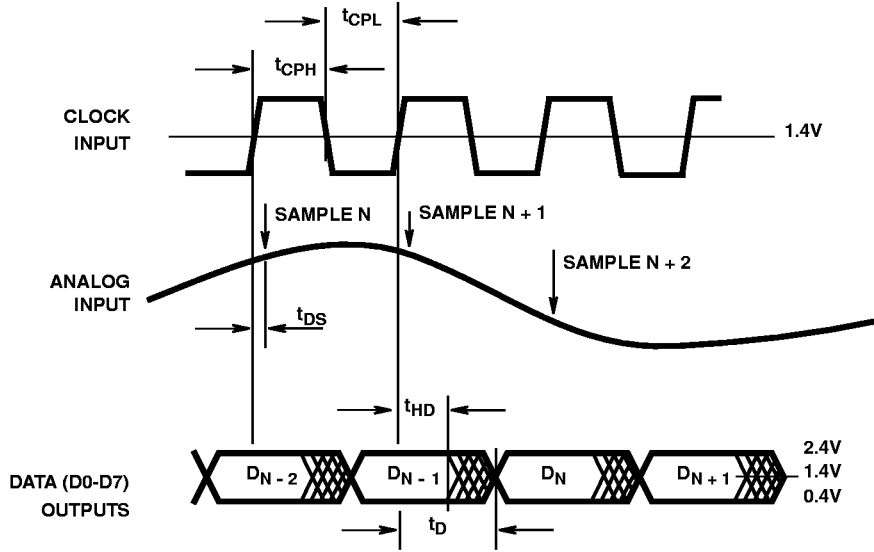 tCPL
tCPH
CLOCK
INPUT
1.4V
SAMPLE N
SAMPLE N + 1
SAMPLE N + 2
ANALOG
INPUT
tDS
tHD
DATA (D0-D7)
OUTPUTS
DN - 2
DN - 1
DN
DN + 1
2.4V
1.4V
0.4V
tD